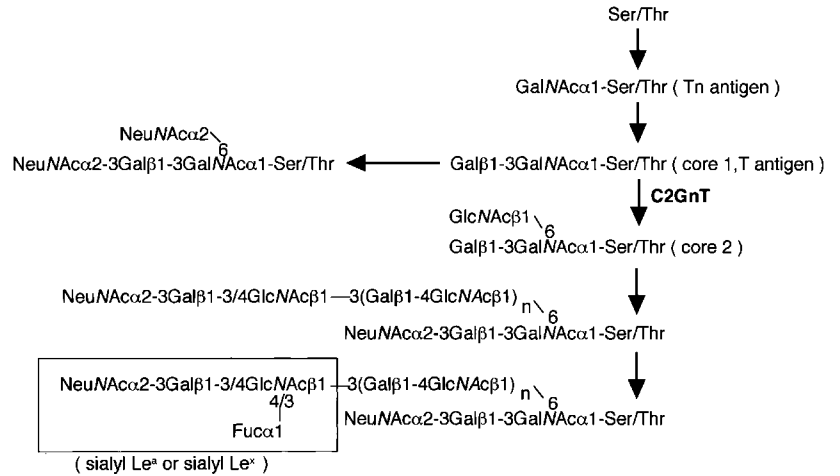 Ser/Thr
GalNAcα1-Ser/Thr ( Tn antigen )
NeuNAcα2
6
NeuNAcα2-3Galβ1-3GalNAcα1-Ser/Thr
Galβ1-3GalNAcα1-Ser/Thr ( core 1,T antigen )
C2GnT
GlcNAcβ1
6
Galβ1-3GalNAcα1-Ser/Thr ( core 2 )
NeuNAcα2-3Galβ1-3/4GlcNAcβ1—3(Galβ1-4GlcNAcβ1)n
6
NeuNAcα2-3Galβ1-3GalNAcα1-Ser/Thr
NeuNAcα2-3Galβ1-3/4GlcNAcβ1—3(Galβ1-4GlcNAcβ1)n
4/3
6
NeuNAcα2-3Galβ1-3GalNAcα1-Ser/Thr
Fucα1
( sialyl Leᵃ or sialyl Leˣ )